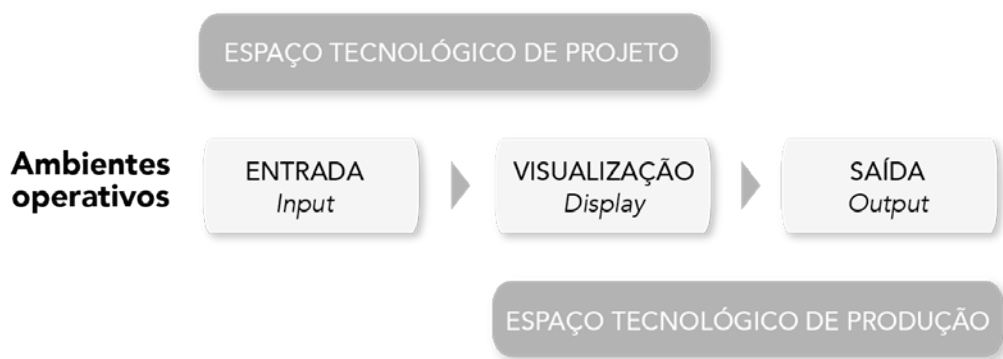 ESPAÇO TECNOLÓGICO DE PROJETO
Ambientes
operativos
ENTRADA
Input
VISUALIZAÇÃO
Display
SAÍDA
Output
ESPAÇO TECNOLÓGICO DE PRODUÇÃO